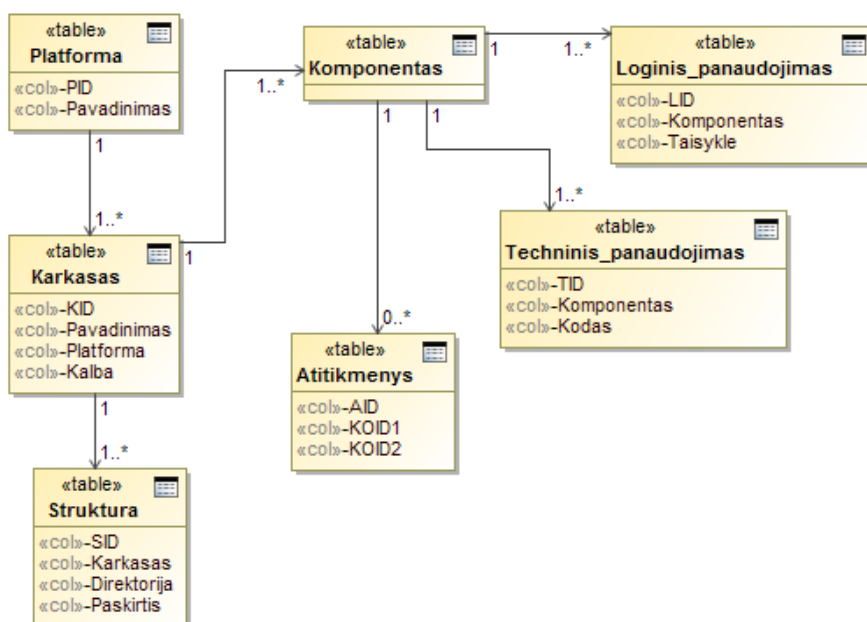 «table»
Platforma
«col»-PID
«col»-Pavadinimas
1
1..*
«table»
Karkasas
«col»-KID
«col»-Pavadinimas
«col»-Platforma
«col»-Kalba
1
1..*
1
1..*
«table»
Struktura
«col»-SID
«col»-Karkasas
«col»-Direktorija
«col»-Paskirtis
«table»
Komponentas
1
1..*
1
1
1..*
0..*
«table»
Atitikmenys
«col»-AID
«col»-KOID1
«col»-KOID2
«table»
Loginis_panaudojimas
«col»-LID
«col»-Komponentas
«col»-Taisykle
«table»
Techninis_panaudojimas
«col»-TID
«col»-Komponentas
«col»-Kodas